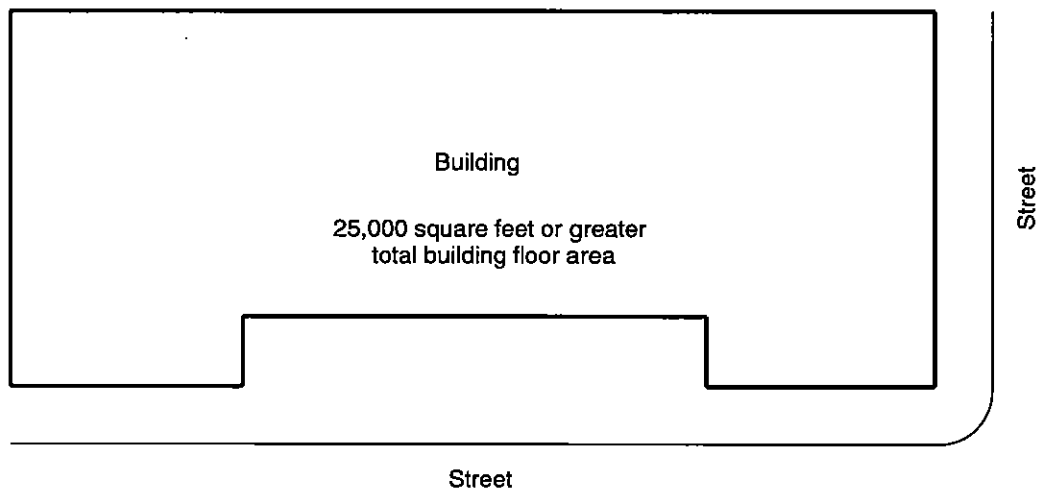 Building
25,000 square feet or greater
total building floor area
Street
Street